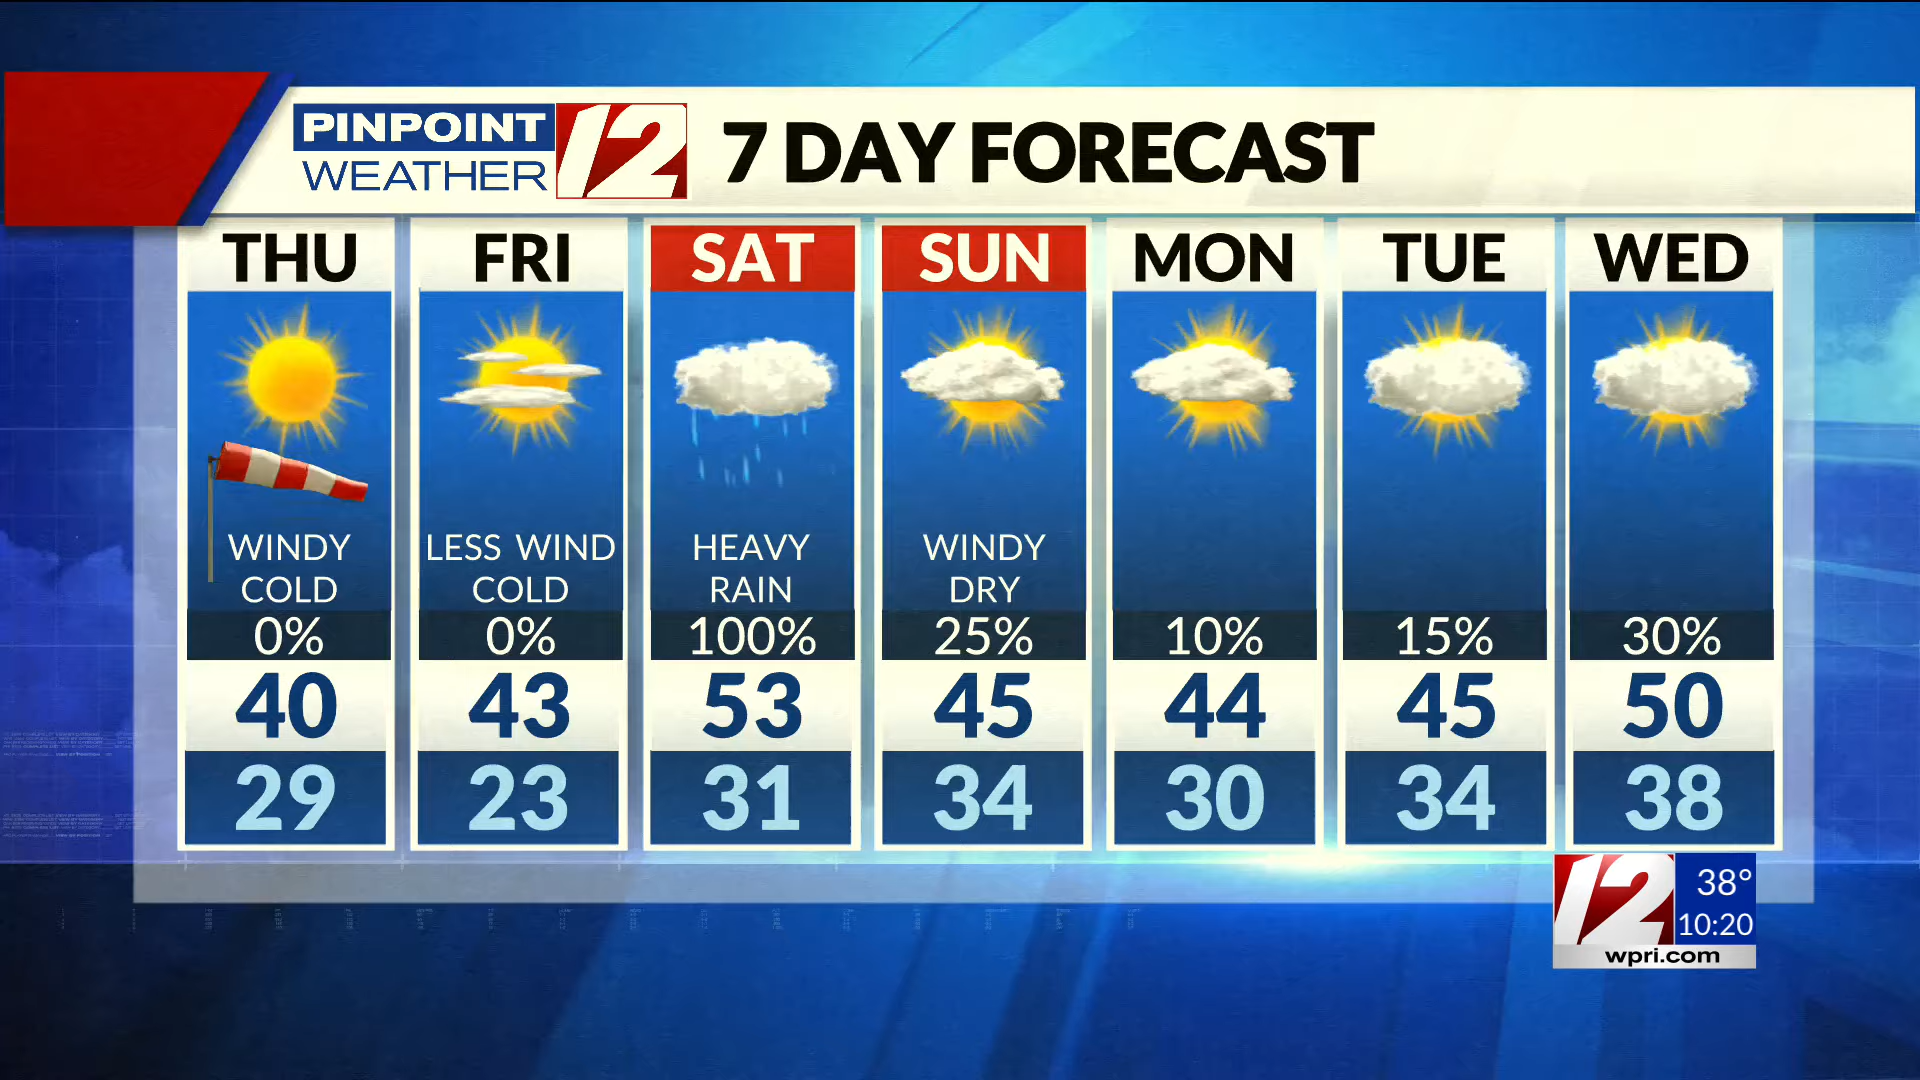 PINPOINT
WEATHER 12
7 DAY FORECAST
THU FRI SAT SUN MON TUE WED
WINDY
COLD
LESS WIND
COLD
HEAVY
RAIN
WINDY
DRY
0% 0% 100% 25% 10% 15% 30%
40 43 53 45 44 45 50
29 23 31 34 30 34 38
12
38°
10:20
wpri.com